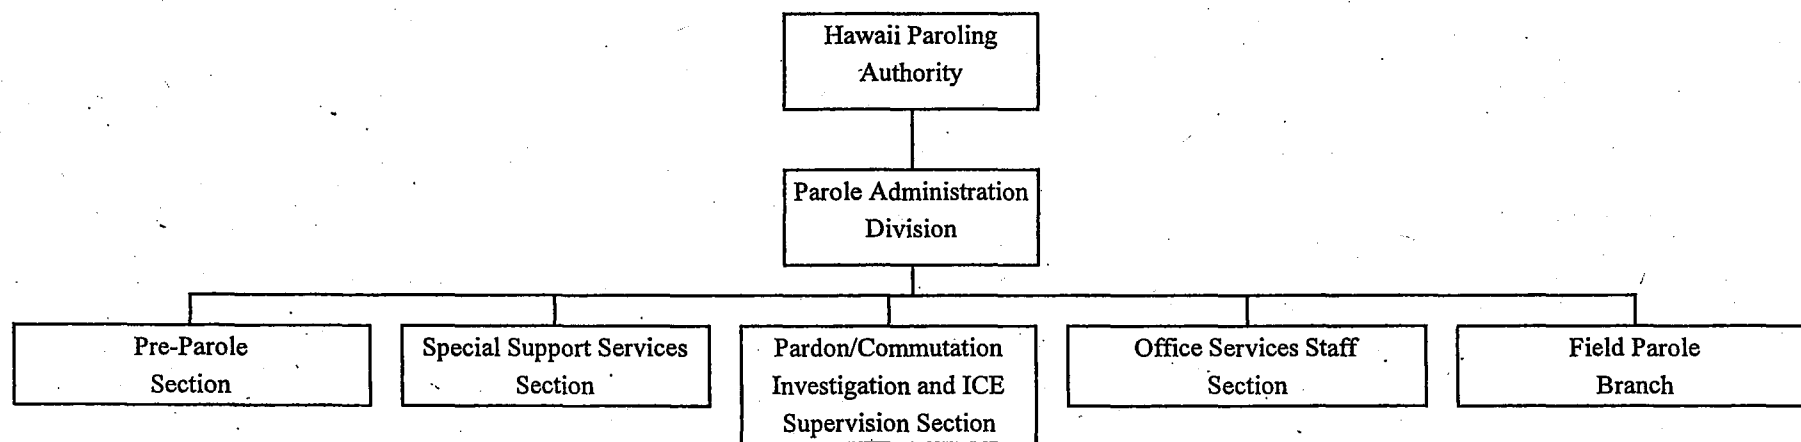 Hawaii Paroling
Authority
Parole Administration
Division
Pre-Parole
Section
Special Support Services
Section
Pardon/Commutation
Investigation and ICE
Supervision Section
Office Services Staff
Section
Field Parole
Branch